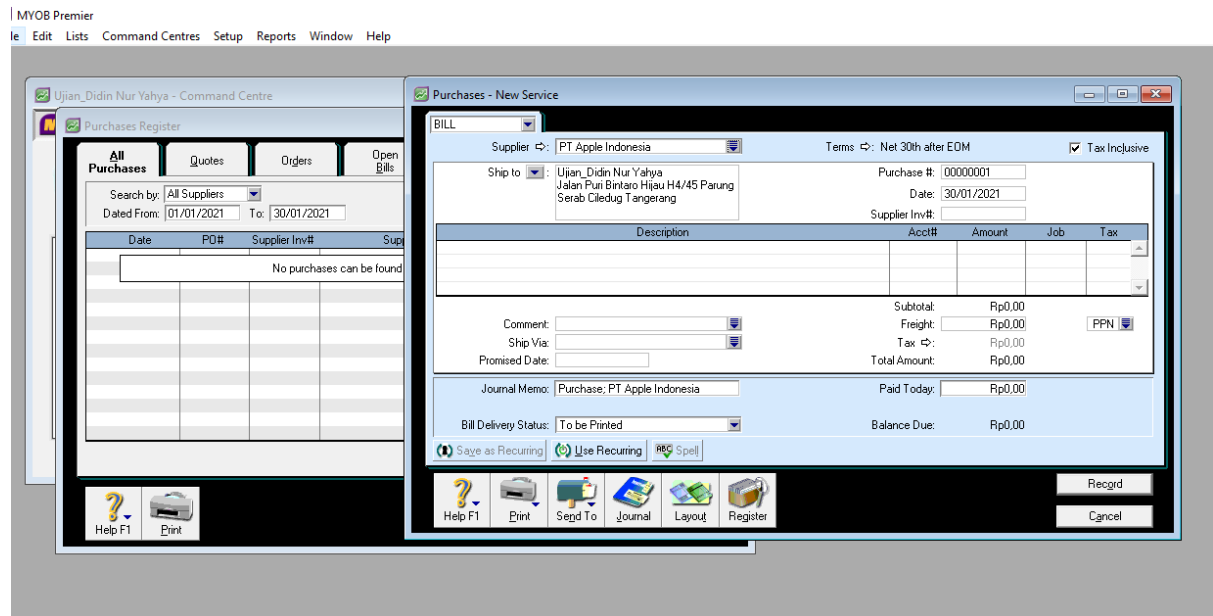 MYOB Premier
le Edit Lists Command Centres Setup Reports Window Help
Ujian_Didin Nur Yahya - Command Centre
Purchases Register
All Purchases Quotes Orders Open Bills
Search by: All Suppliers
Dated From: 01/01/2021 To: 30/01/2021
Date PO# Supplier Inv# Supp
No purchases can be found
Help F1 Print
Purchases - New Service
BILL
Supplier : PT Apple Indonesia Terms : Net 30th after EOM Tax Inclusive
Ship to : Ujian_Didin Nur Yahya Purchase #: 00000001
Jalan Puri Bintaro Hijau H4/45 Parung
Serab Ciledug Tangerang Date: 30/01/2021
Supplier Inv#:
Description Acct# Amount Job Tax
Subtotal: Rp0,00
Comment: Freight: Rp0,00 PPN
Ship Via: Tax : Rp0,00
Promised Date: Total Amount: Rp0,00
Journal Memo: Purchase; PT Apple Indonesia Paid Today: Rp0,00
Bill Delivery Status: To be Printed Balance Due: Rp0,00
Save as Recurring Use Recurring ABC Spell
Help F1 Print Send To Journal Layout Register
Record
Cancel